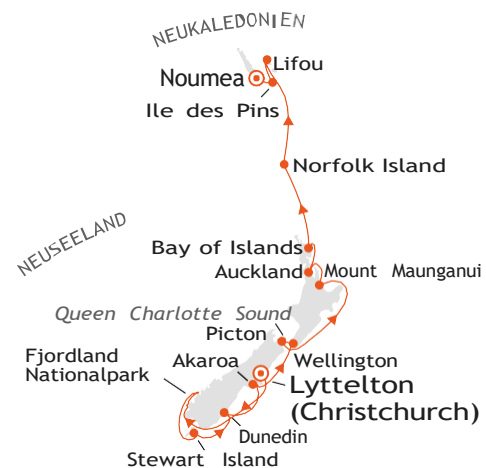 NEUKALEDONIEN
Lifou
Noumea
Ile des Pins
Norfolk Island
NEUSEELAND
Bay of Islands
Auckland
Mount Maunganui
Queen Charlotte Sound
Picton
Wellington
Fjordland
Nationalpark
Akaroa
Lyttelton
(Christchurch)
Dunedin
Stewart Island